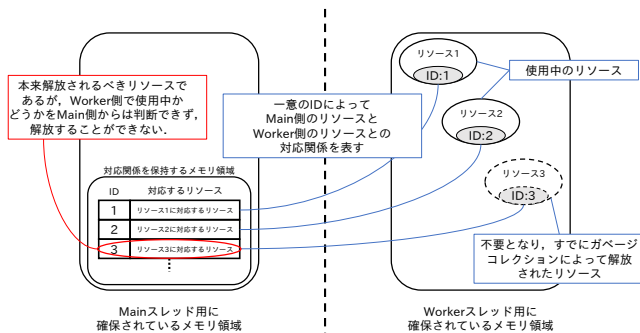 本来解放されるべきリソースで
あるが，Worker側で使用中か
どうかをMain側からは判断できず，
解放することができない．
一意のIDによって
Main側のリソースと
Worker側のリソースとの
対応関係を表す
対応関係を保持するメモリ領域
ID 対応するリソース
1 リソース1に対応するリソース
2 リソース2に対応するリソース
3 リソース3に対応するリソース
Mainスレッド用に
確保されているメモリ領域
リソース1
ID:1
使用中のリソース
リソース2
ID:2
リソース3
ID:3
不要となり，すでにガベージ
コレクションによって解放
されたリソース
Workerスレッド用に
確保されているメモリ領域